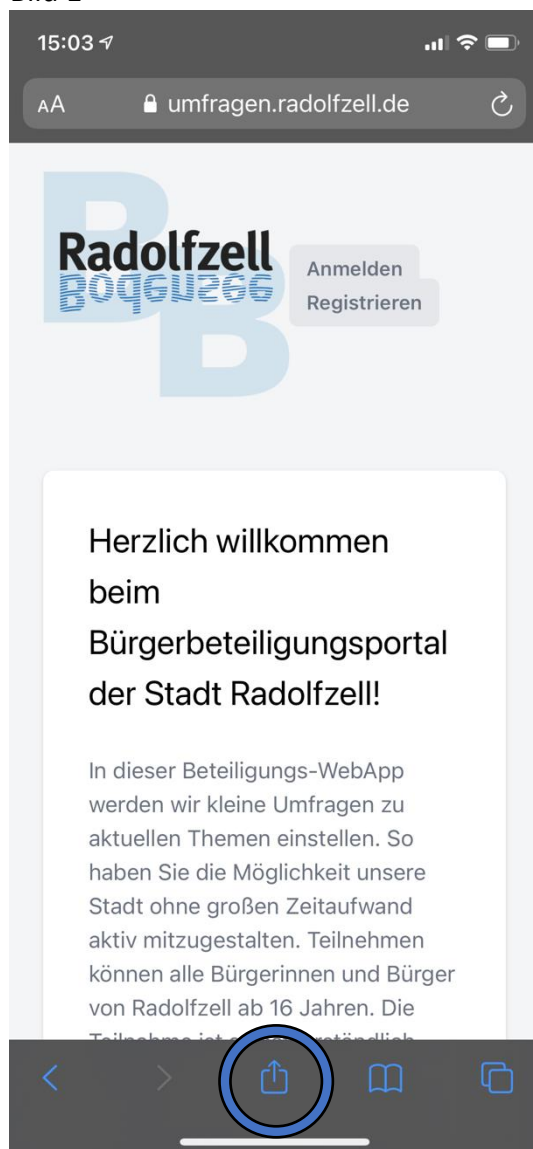 15:03
AA umfragen.radolfzell.de
Radolfzell
Bodensee
Anmelden
Registrieren
Herzlich willkommen
beim
Bürgerbeteiligungsportal
der Stadt Radolfzell!
In dieser Beteiligungs-WebApp
werden wir kleine Umfragen zu
aktuellen Themen einstellen. So
haben Sie die Möglichkeit unsere
Stadt ohne großen Zeitaufwand
aktiv mitzugestalten. Teilnehmen
können alle Bürgerinnen und Bürger
von Radolfzell ab 16 Jahren. Die